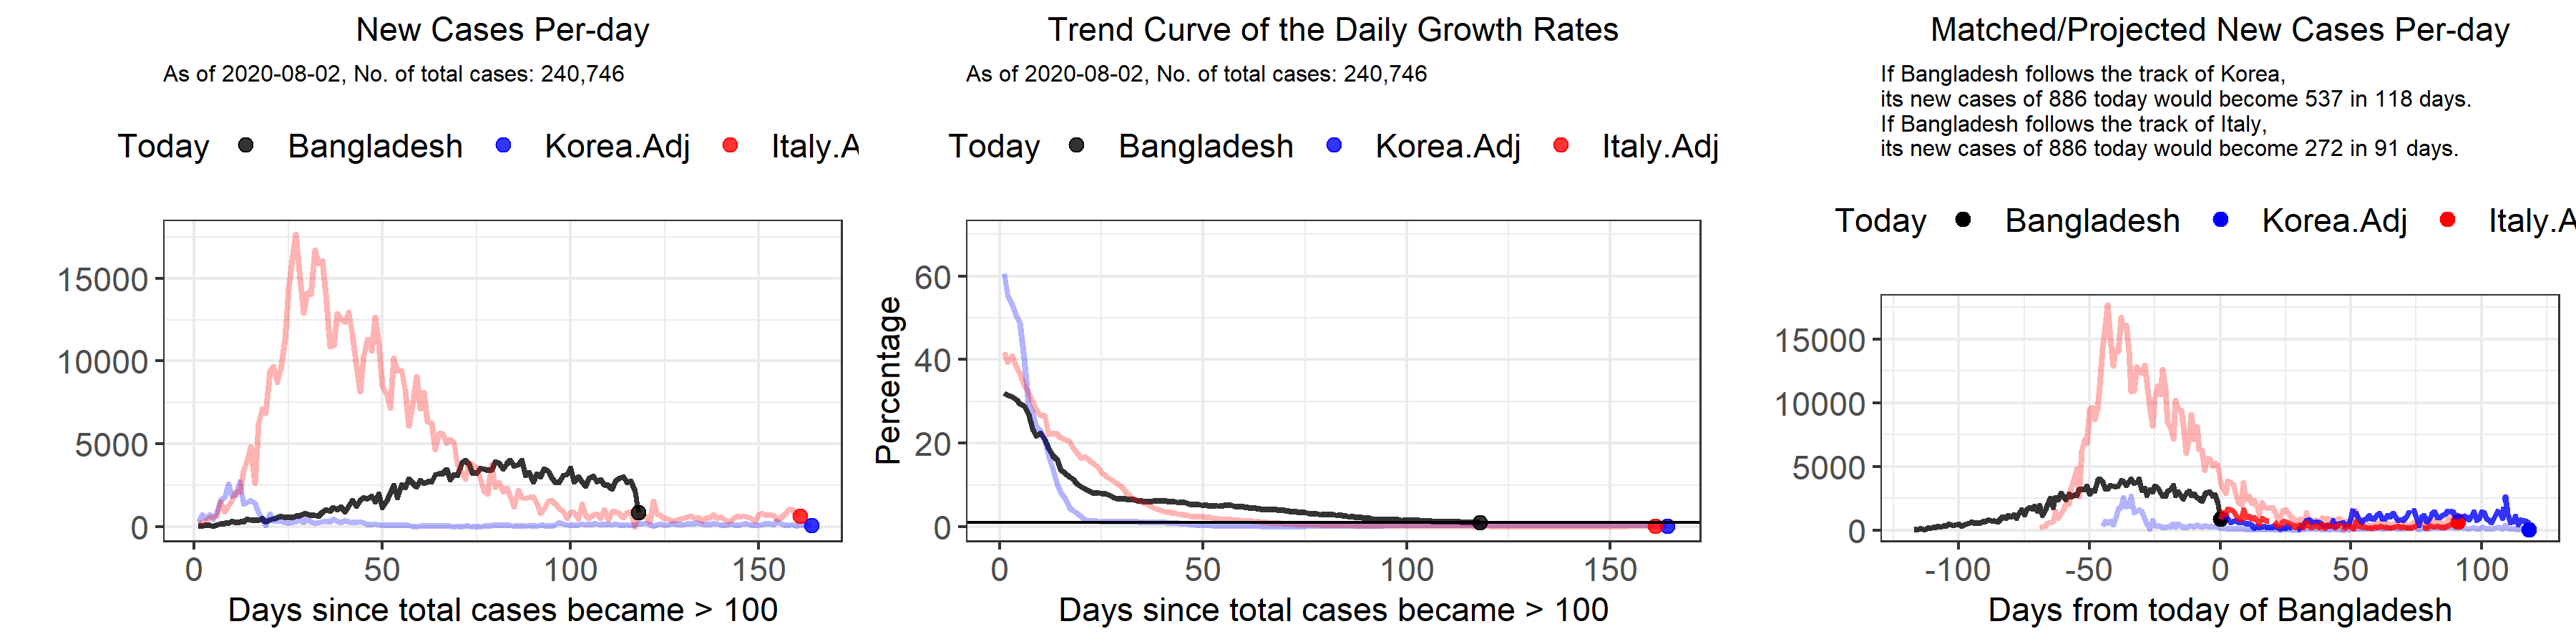 New Cases Per-day
As of 2020-08-02, No. of total cases: 240,746
Today Bangladesh Korea.Adj Italy.A
15000
10000
5000
0
0 50 100 150
Days since total cases became > 100
Trend Curve of the Daily Growth Rates
As of 2020-08-02, No. of total cases: 240,746
Today Bangladesh Korea.Adj Italy.Adj
Percentage
60
40
20
0
0 50 100 150
Days since total cases became > 100
Matched/Projected New Cases Per-day
If Bangladesh follows the track of Korea,
its new cases of 886 today would become 537 in 118 days.
If Bangladesh follows the track of Italy,
its new cases of 886 today would become 272 in 91 days.
Today Bangladesh Korea.Adj Italy.A
15000
10000
5000
0
-100 -50 0 50 100
Days from today of Bangladesh